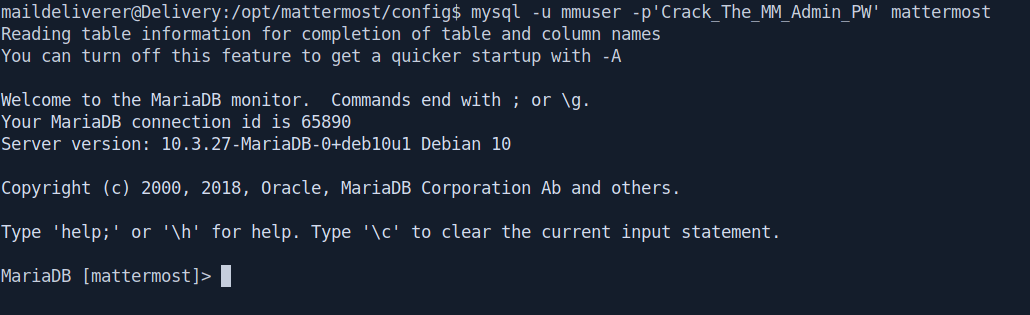 maildeliverer@Delivery:/opt/mattermost/config$ mysql -u mmuser -p'Crack_The_MM_Admin_PW' mattermost
Reading table information for completion of table and column names
You can turn off this feature to get a quicker startup with -A
Welcome to the MariaDB monitor.  Commands end with ; or \g.
Your MariaDB connection id is 65890
Server version: 10.3.27-MariaDB-0+deb10u1 Debian 10
Copyright (c) 2000, 2018, Oracle, MariaDB Corporation Ab and others.
Type 'help;' or '\h' for help. Type '\c' to clear the current input statement.
MariaDB [mattermost]>